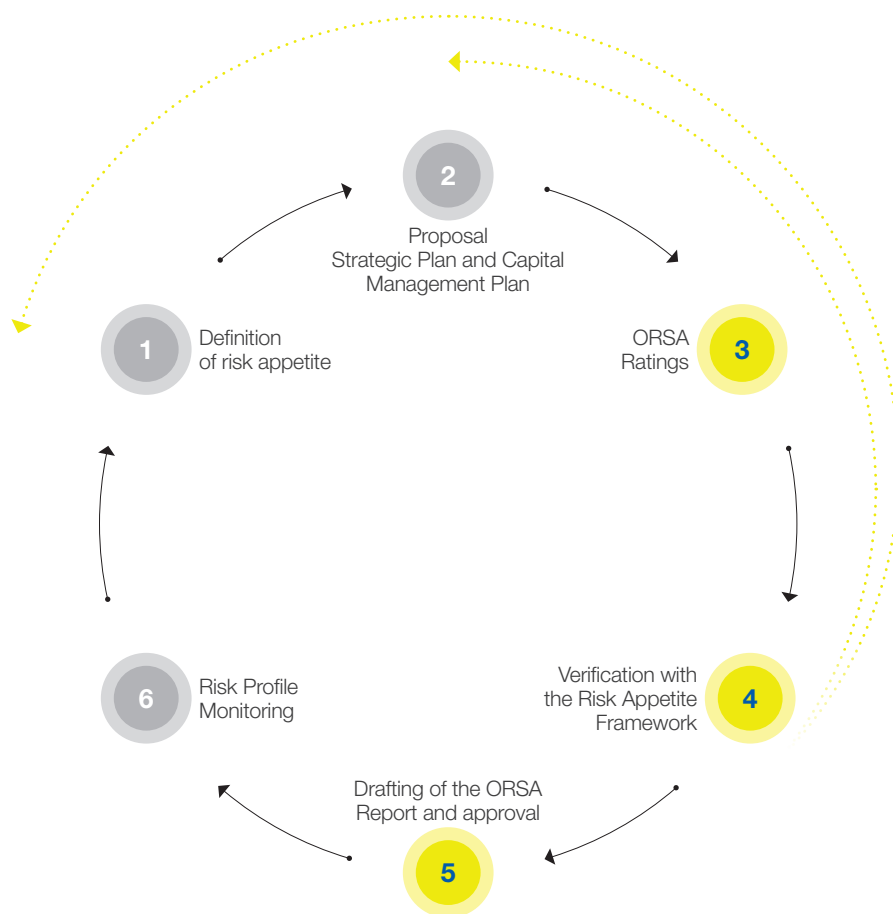 2
Proposal
Strategic Plan and Capital
Management Plan
1
Definition
of risk appetite
ORSA
Ratings
3
Verification with
the Risk Appetite
Framework
4
6
Risk Profile
Monitoring
Drafting of the ORSA
Report and approval
5